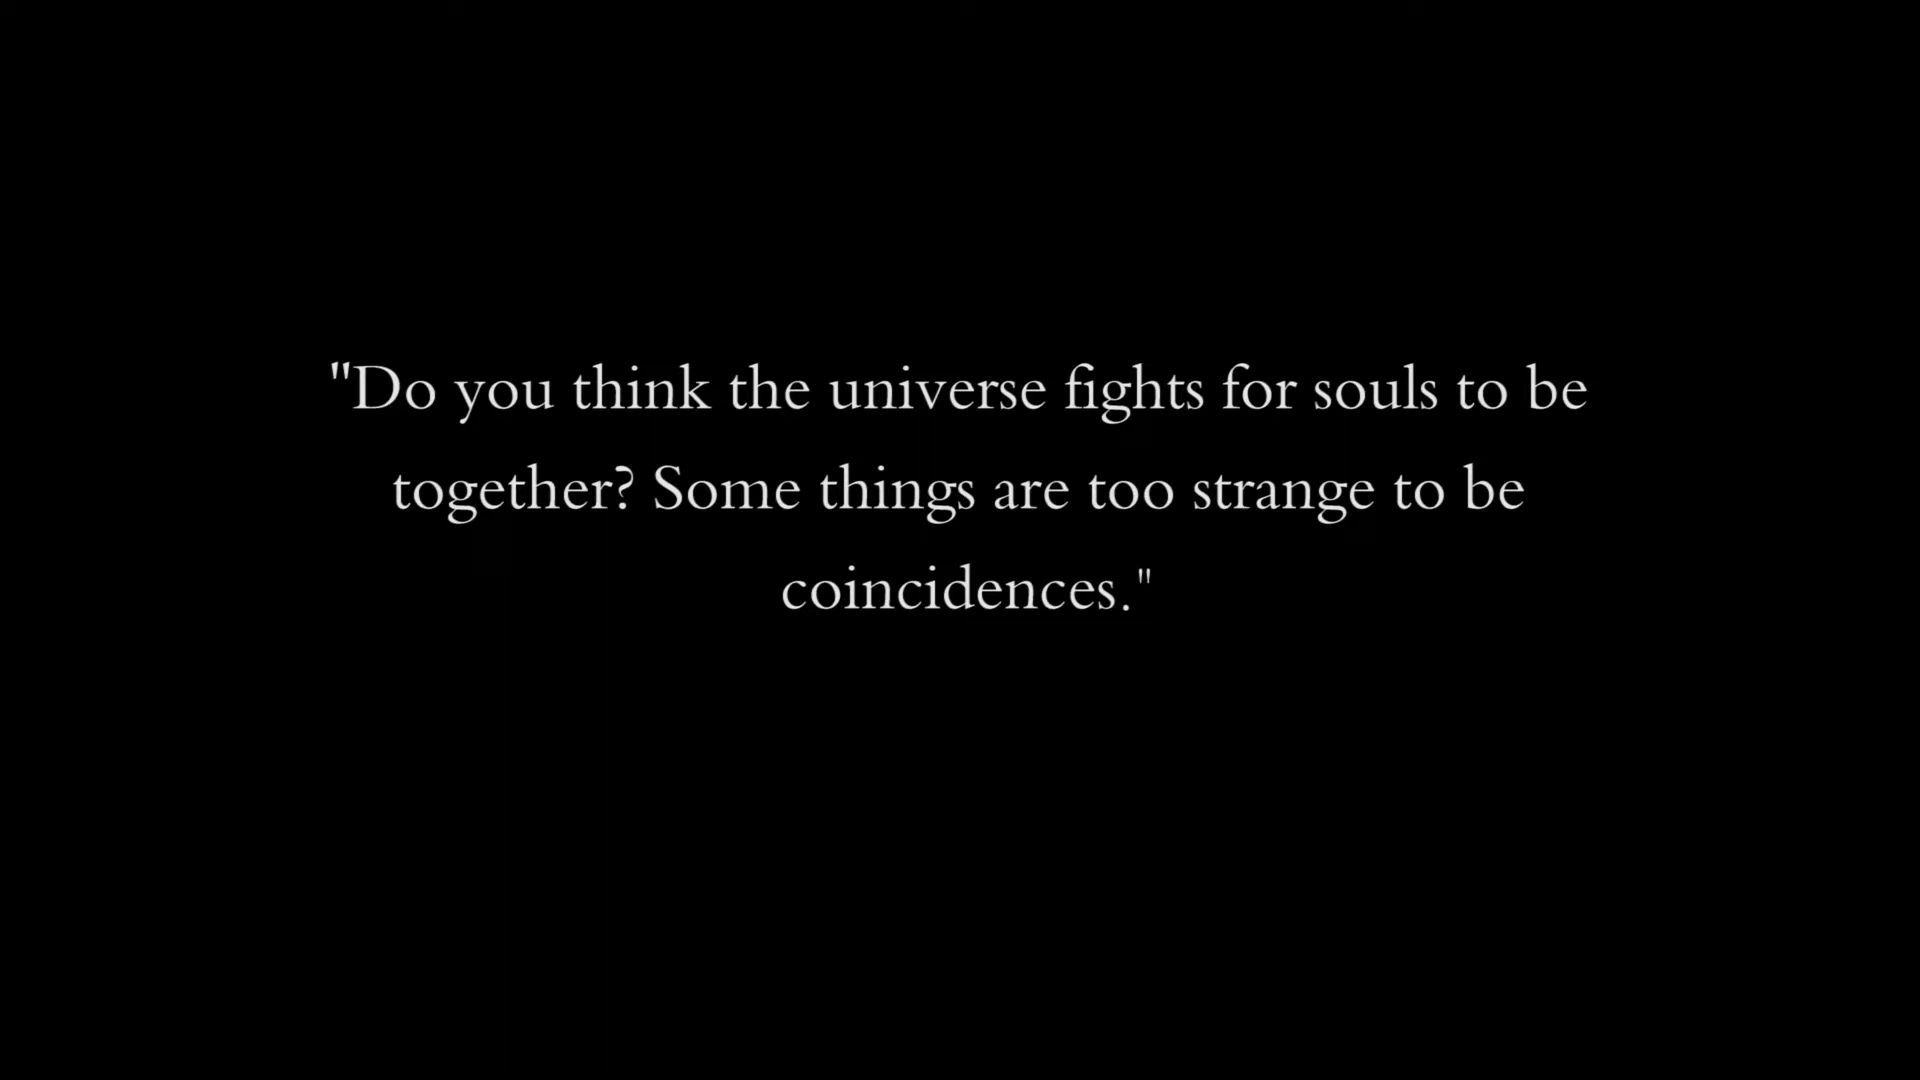 "Do you think the universe fights for souls to be
together? Some things are too strange to be
coincidences."